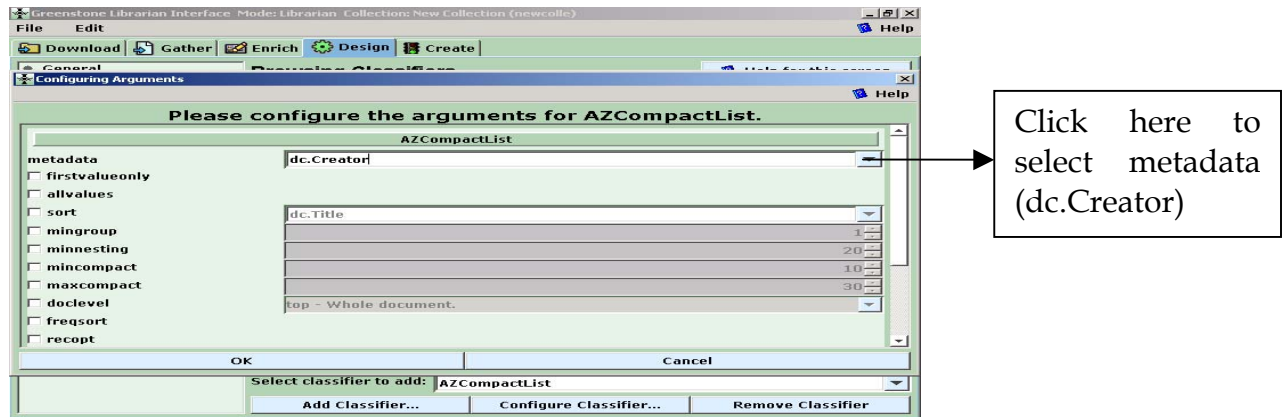 Greenstone Librarian Interface Mode: Librarian Collection: New Collection (newcolle)
File Edit Help
Download Gather Enrich Design Create
General Browsing Classifiers Help for this screen
Configuring Arguments
Help
Please configure the arguments for AZCompactList.
AZCompactList
metadata dc.Creator
firstvalueonly
allvalues
sort dc.Title
mingroup 1
minnesting 20
mincompact 10
maxcompact 30
doclevel top - Whole document.
freqsort
recopt
OK Cancel
Select classifier to add: AZCompactList
Add Classifier... Configure Classifier... Remove Classifier
Click here to
select metadata
(dc.Creator)